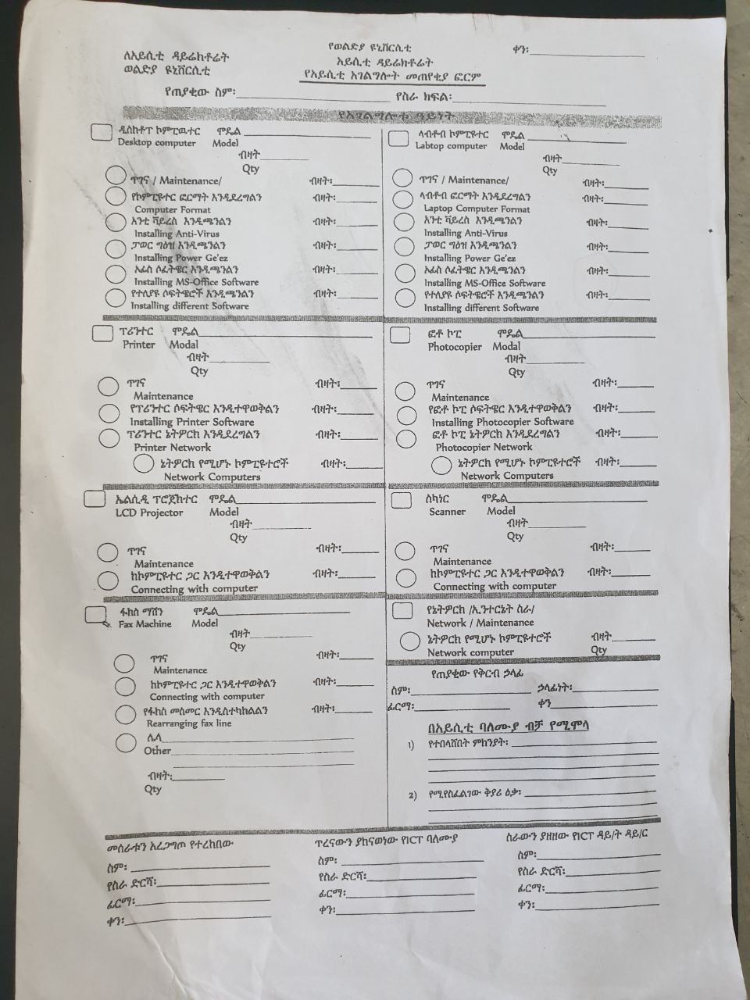 ለአይሲቲ ዳይሬክቶሬት
ወልድያ ዩኒቨርሲቲ
የወልድያ ዩኒቨርሲቲ
አይሲቲ ዳይሬክቶሬት
የአይሲቲ አገልግሎት መጠየቂያ ፎርም
ቀን፡
የጠያቂው ስም፡ የስራ ክፍል፡
የአገልግሎቱ ዓይነት
ዴስክቶፕ ኮምፒዉተር ሞዴል
Desktop computer Model
ብዛት
Qty
ጥገና / Maintenance/ ብዛት፡
የኮምፒዩተር ፎርማት እንዲደረግልን ብዛት፡
Computer Format
አንቲ ቫይረስ እንዲጫንልን ብዛት፡
Installing Anti-Virus
ፓወር ግዕዝ እንዲጫንልን ብዛት፡
Installing Power Ge'ez
ኦፊስ ሶፍትዌር እንዲጫንልን ብዛት፡
Installing MS-Office Software
የተለያዩ ሶፍትዌሮች እንዲጫንልን ብዛት፡
Installing different Software
ላብቶብ ኮምፒዩተር ሞዴል
Labtop computer Model
ብዛት
Qty
ጥገና / Maintenance/ ብዛት፡
ላብቶብ ፎርማት እንዲደረግልን ብዛት፡
Laptop Computer Format
አንቲ ቫይረስ እንዲጫንልን ብዛት፡
Installing Anti-Virus
ፓወር ግዕዝ እንዲጫንልን ብዛት፡
Installing Power Ge'ez
ኦፊስ ሶፍትዌር እንዲጫንልን ብዛት፡
Installing MS-Office Software
የተለያዩ ሶፍትዌሮች እንዲጫንልን ብዛት፡
Installing different Software
ፕሪንተር ሞዴል
Printer Modal
ብዛት
Qty
ጥገና ብዛት፡
Maintenance
የፕሪንተር ሶፍትዌር እንዲተዋወቅልን ብዛት፡
Installing Printer Software
ፕሪንተር ኔትዎርክ እንዲደረግልን ብዛት፡
Printer Network
ኔትዎርክ የሚሆኑ ኮምፒዩተሮች ብዛት፡
Network Computers
ፎቶ ኮፒ ሞዴል
Photocopier Modal
ብዛት
Qty
ጥገና ብዛት፡
Maintenance
የፎቶ ኮፒ ሶፍትዌር እንዲተዋወቅልን ብዛት፡
Installing Photocopier Software
ፎቶ ኮፒ ኔትዎርክ እንዲደረግልን ብዛት፡
Photocopier Network
ኔትዎርክ የሚሆኑ ኮምፒዩተሮች ብዛት፡
Network Computers
ኤልሲዲ ፕሮጀክተር ሞዴል
LCD Projector Model
ብዛት
Qty
ጥገና ብዛት፡
Maintenance
ከኮምፒዩተር ጋር እንዲተዋወቅልን ብዛት፡
Connecting with computer
ስካነር ሞዴል
Scanner Model
ብዛት
Qty
ጥገና ብዛት፡
Maintenance
ከኮምፒዩተር ጋር እንዲተዋወቅልን ብዛት፡
Connecting with computer
ፋክስ ማሽን ሞዴል
Fax Machine Model
ብዛት
Qty
ጥገና ብዛት፡
Maintenance
ከኮምፒዩተር ጋር እንዲተዋወቅልን ብዛት፡
Connecting with computer
የፋክስ መስመር እንዲስተካከልልን ብዛት፡
Rearranging fax line
ሌላ
Other
ብዛት፡
Qty
የኔትዎርክ /ኢንተርኔት ስራ/
Network / Maintenance
ኔትዎርክ የሚሆኑ ኮምፒዩተሮች ብዛት
Network computer Qty
የጠያቂው የቅርብ ኃላፊ
ስም፡ ኃላፊነት፡
ፊርማ፡ ቀን
በአይሲቲ ባለሙያ ብቻ የሚሞላ
1) የተበላሸበት ምክንያት፡
2) የሚያስፈልገው ቅያሪ ዕቃ፡
መሰራቱን አረጋግጦ የተረከበው
ስም፡
የስራ ድርሻ፡
ፊርማ፡
ቀን፡
ጥረናውን ያከናወነው የICT ባለሙያ
ስም፡
የስራ ድርሻ፡
ፊርማ፡
ቀን፡
ስራውን ያዘዘው የICT ዳይ/ት ዳይ/ር
ስም፡
የስራ ድርሻ፡
ፊርማ፡
ቀን፡